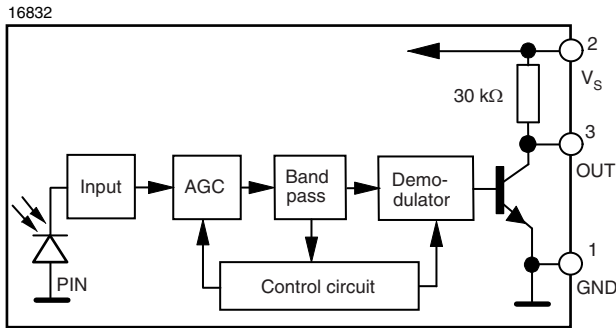 16832
2
V_S
30 kΩ
3
OUT
Input
AGC
Band
pass
Demo-
dulator
PIN
Control circuit
1
GND